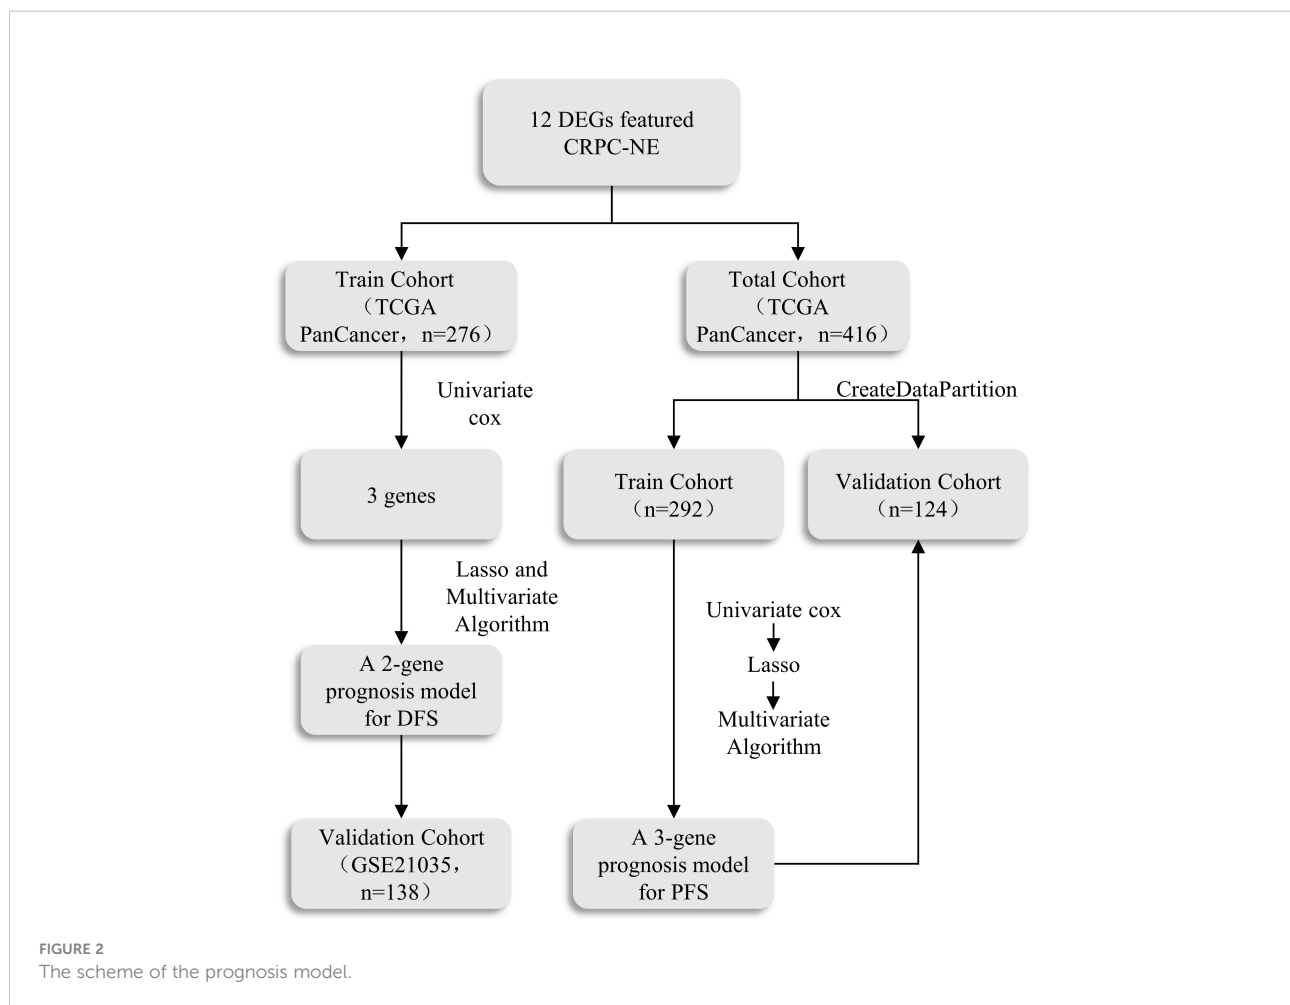 12 DEGs featured
CRPC-NE
Train Cohort
（TCGA
PanCancer，n=276）
Total Cohort
（TCGA
PanCancer，n=416）
Univariate
cox
CreateDataPartition
3 genes
Train Cohort
（n=292）
Validation Cohort
（n=124）
Lasso and
Multivariate
Algorithm
Univariate cox
Lasso
Multivariate
Algorithm
A 2-gene
prognosis model
for DFS
Validation Cohort
（GSE21035，
n=138）
A 3-gene
prognosis model
for PFS
FIGURE 2
The scheme of the prognosis model.